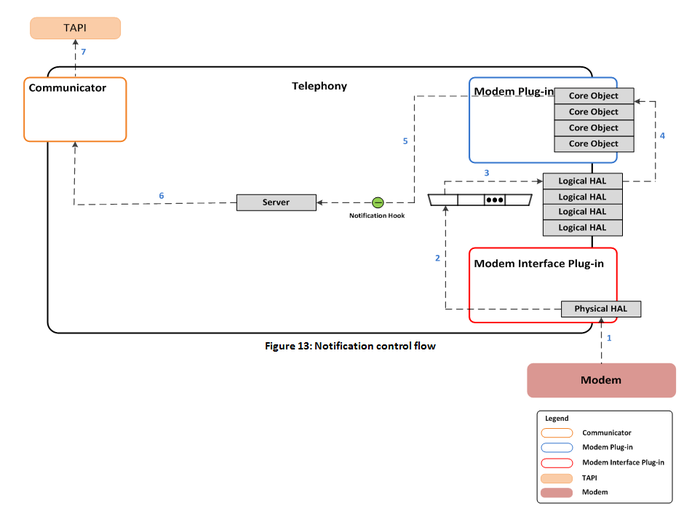 TAPI
7
Communicator
Telephony
Modem Plug-in
Core Object
Core Object
Core Object
Core Object
4
5
3
Logical HAL
Logical HAL
Logical HAL
Logical HAL
6
Server
Notification Hook
2
Modem Interface Plug-in
Physical HAL
1
Figure 13: Notification control flow
Modem
Legend
Communicator
Modem Plug-in
Modem Interface Plug-in
TAPI
Modem